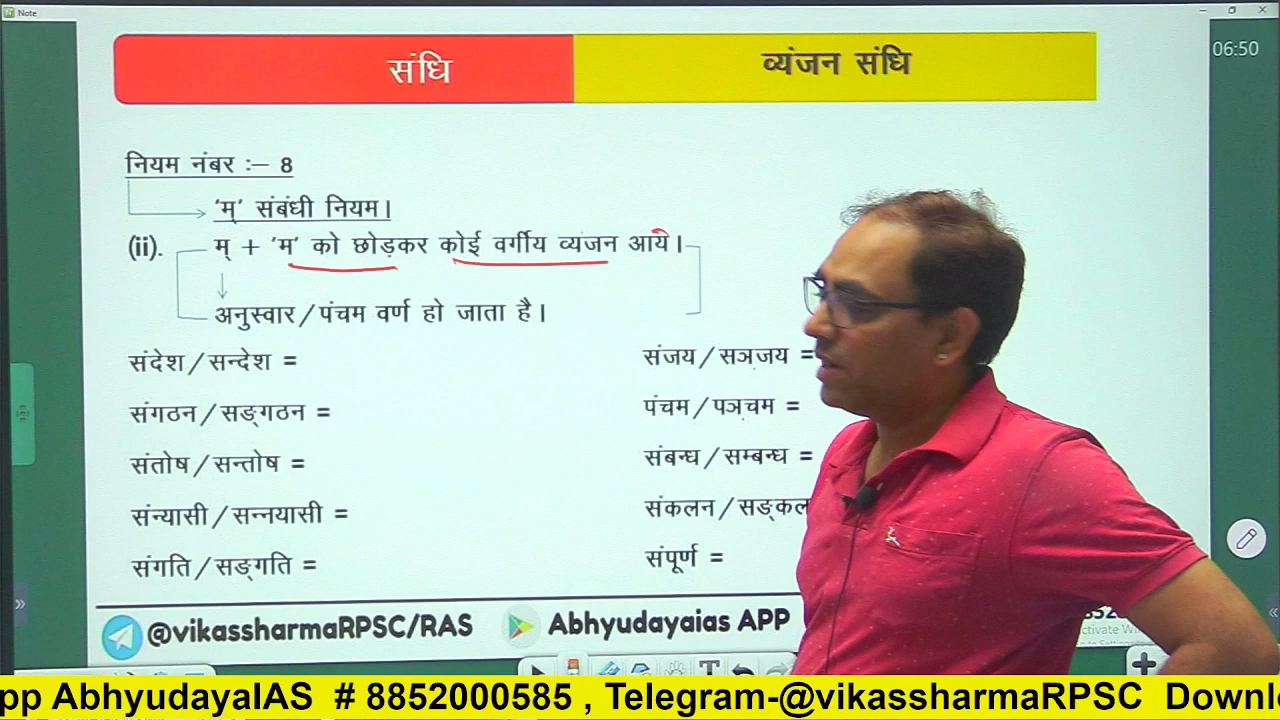 Note
06:50
संधि
व्यंजन संधि
नियम नंबर :– 8
'म्' संबंधी नियम।
(ii). म् + 'म' को छोड़कर कोई वर्गीय व्यंजन आये।
अनुस्वार/पंचम वर्ण हो जाता है।
संदेश/सन्देश =
संगठन/सङ्गठन =
संतोष/सन्तोष =
संन्यासी/सन्नयासी =
संगति/सङ्गति =
संजय/सञ्जय =
पंचम/पञ्चम =
संबन्ध/सम्बन्ध =
संकलन/सङ्कल
संपूर्ण =
@vikassharmaRPSC/RAS
Abhyudayaias APP
pp AbhyudayaIAS # 8852000585 , Telegram-@vikassharmaRPSC Downl